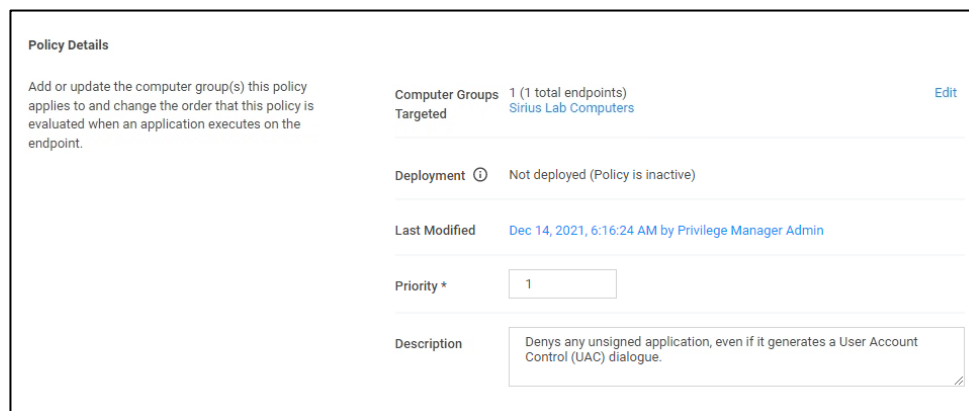 Policy Details
Add or update the computer group(s) this policy
applies to and change the order that this policy is
evaluated when an application executes on the
endpoint.
Computer Groups Targeted
1 (1 total endpoints)
Sirius Lab Computers
Edit
Deployment
Not deployed (Policy is inactive)
Last Modified
Dec 14, 2021, 6:16:24 AM by Privilege Manager Admin
Priority *
1
Description
Denys any unsigned application, even if it generates a User Account
Control (UAC) dialogue.